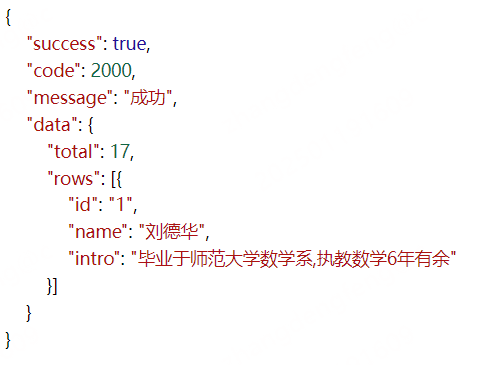 {
"success": true,
"code": 2000,
"message": "成功",
"data": {
"total": 17,
"rows": [{
"id": "1",
"name": "刘德华",
"intro": "毕业于师范大学数学系,执教数学6年有余"
}]
}
}